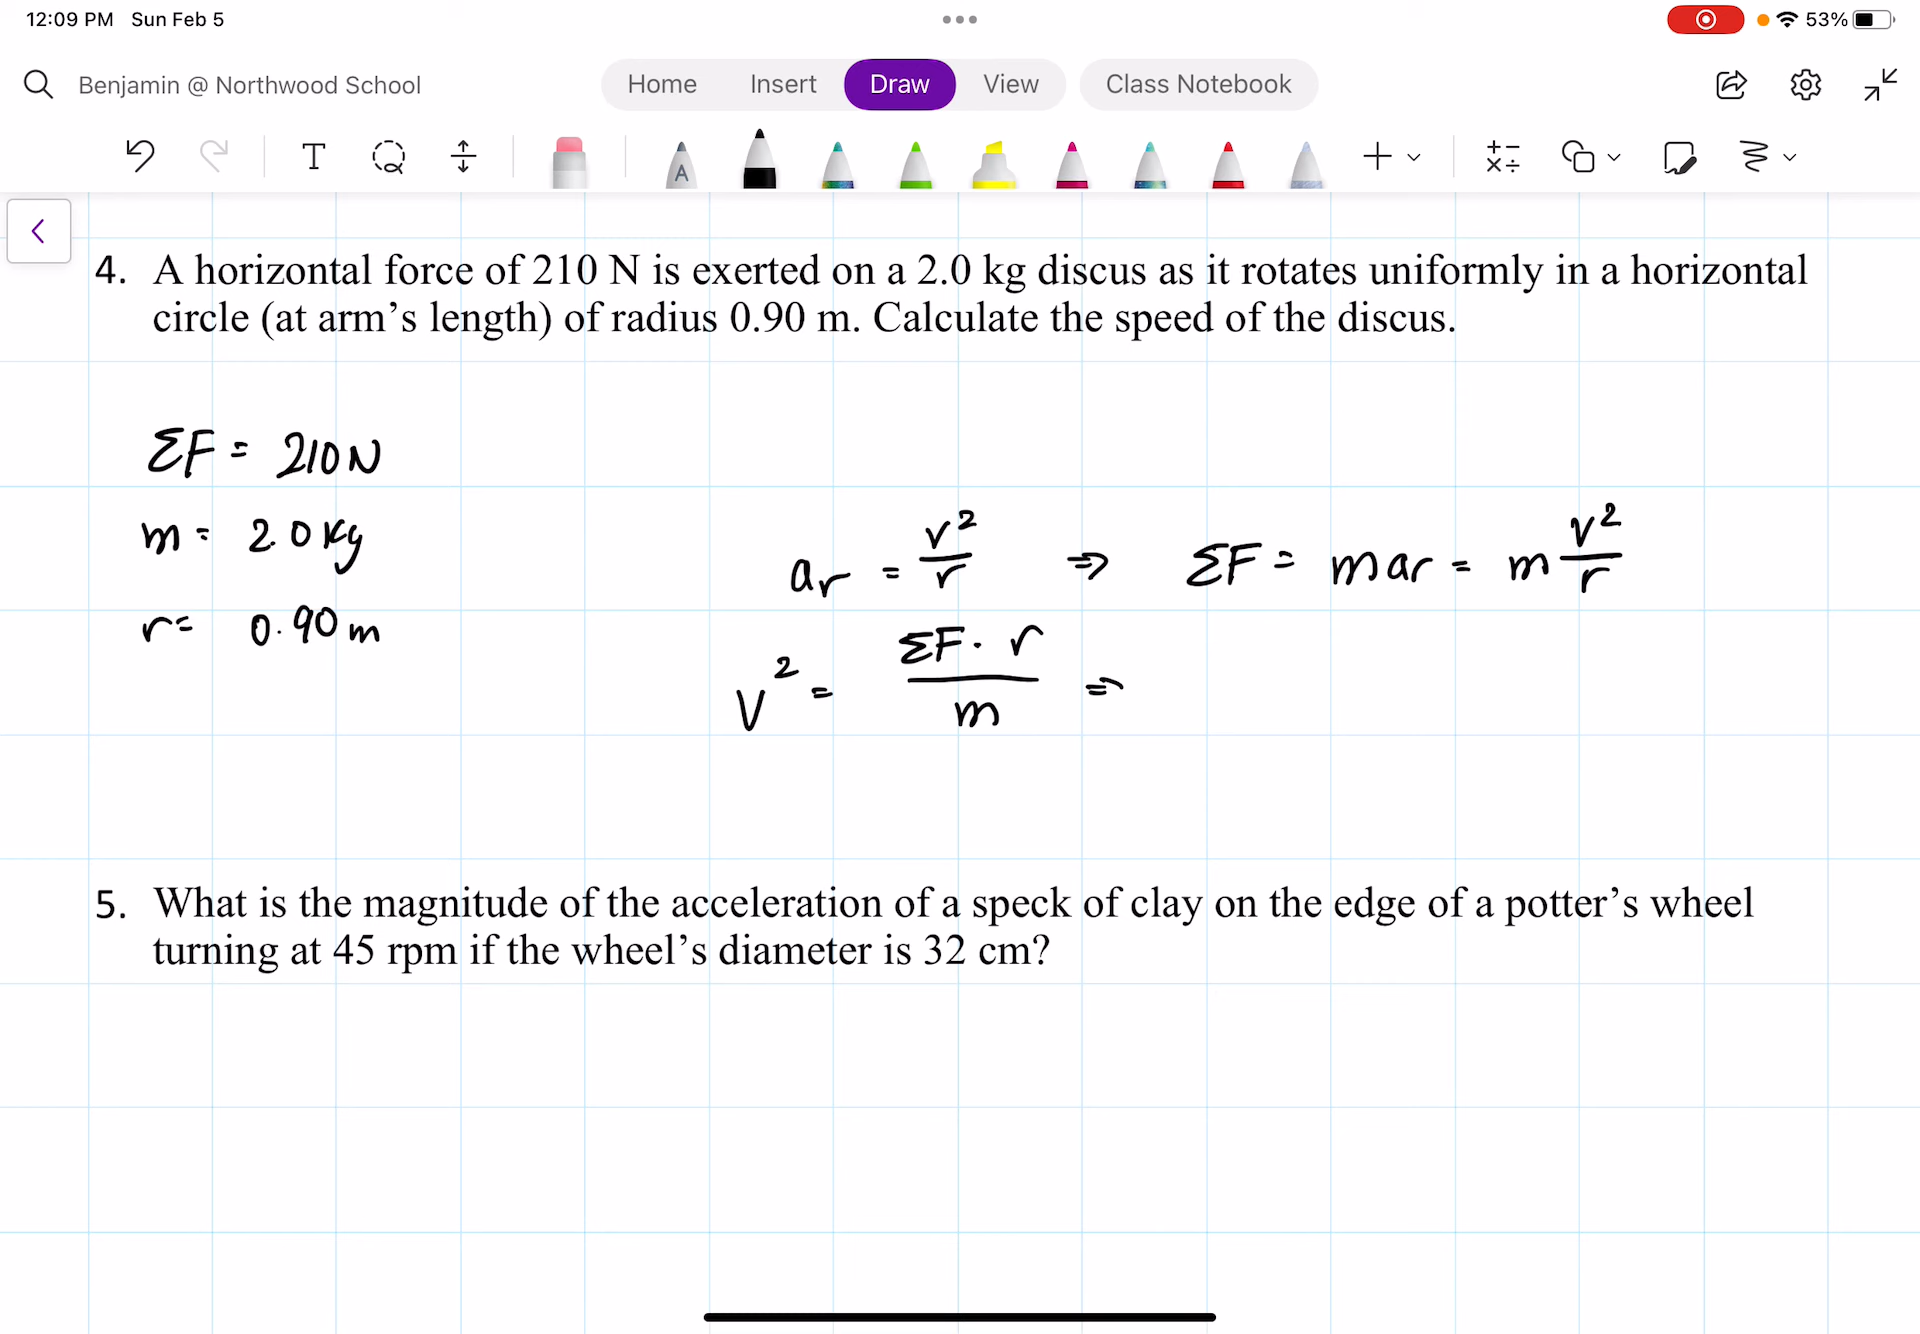 12:09 PM Sun Feb 5
53%
Benjamin @ Northwood School
Home Insert Draw View Class Notebook
T
A
4. A horizontal force of 210 N is exerted on a 2.0 kg discus as it rotates uniformly in a horizontal
circle (at arm’s length) of radius 0.90 m. Calculate the speed of the discus.
ΣF = 210 N
m = 2.0 kg
r = 0.90 m
a_r = v²/r ⇒ ΣF = ma_r = m v²/r
v² = ΣF · r / m ⇒
5. What is the magnitude of the acceleration of a speck of clay on the edge of a potter’s wheel
turning at 45 rpm if the wheel’s diameter is 32 cm?